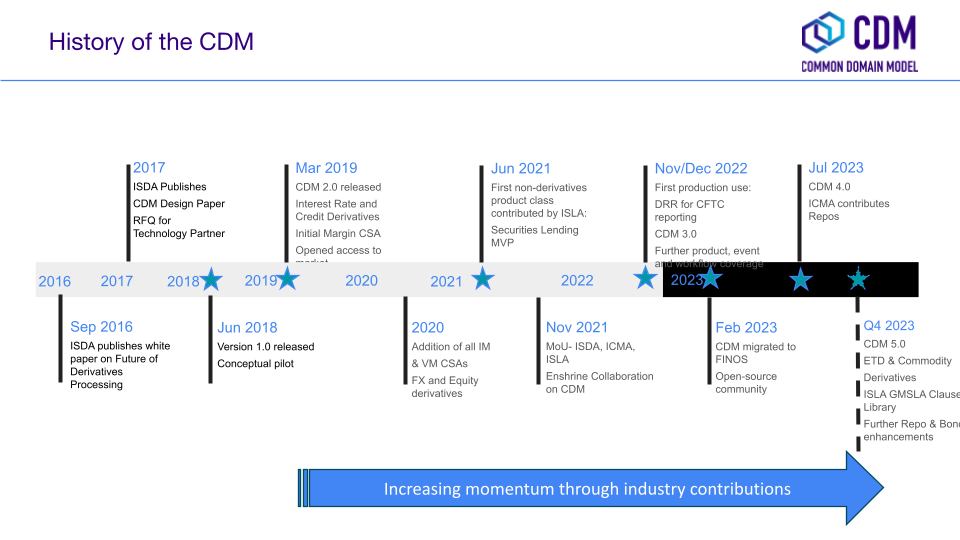 History of the CDM
CDM
COMMON DOMAIN MODEL
2017
ISDA Publishes
CDM Design Paper
RFQ for
Technology Partner
Mar 2019
CDM 2.0 released
Interest Rate and
Credit Derivatives
Initial Margin CSA
Opened access to
market
Jun 2021
First non-derivatives
product class
contributed by ISLA:
Securities Lending
MVP
Nov/Dec 2022
First production use:
DRR for CFTC
reporting
CDM 3.0
Further product, event
and workflow coverage
Jul 2023
CDM 4.0
ICMA contributes
Repos
2016 2017 2018 2019 2020 2021 2022 2023
Sep 2016
ISDA publishes white
paper on Future of
Derivatives
Processing
Jun 2018
Version 1.0 released
Conceptual pilot
2020
Addition of all IM
& VM CSAs
FX and Equity
derivatives
Nov 2021
MoU- ISDA, ICMA,
ISLA
Enshrine Collaboration
on CDM
Feb 2023
CDM migrated to
FINOS
Open-source
community
Q4 2023
CDM 5.0
ETD & Commodity
Derivatives
ISLA GMSLA Clause
Library
Further Repo & Bond
enhancements
Increasing momentum through industry contributions